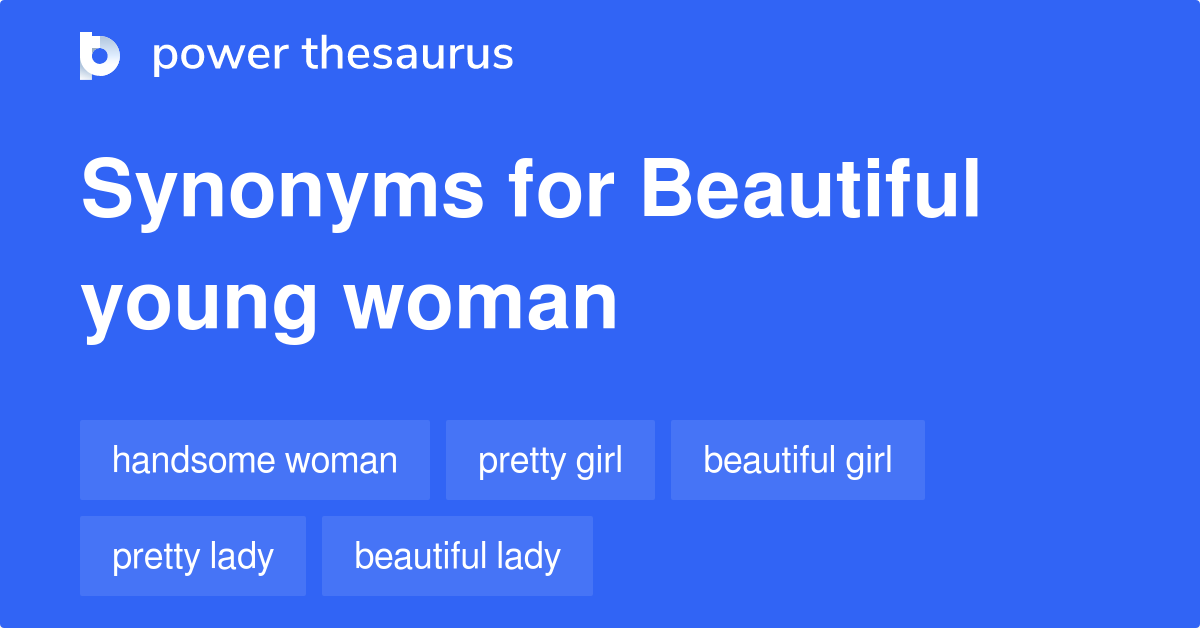 power thesaurus
Synonyms for Beautiful
young woman
handsome woman pretty girl beautiful girl
pretty lady beautiful lady